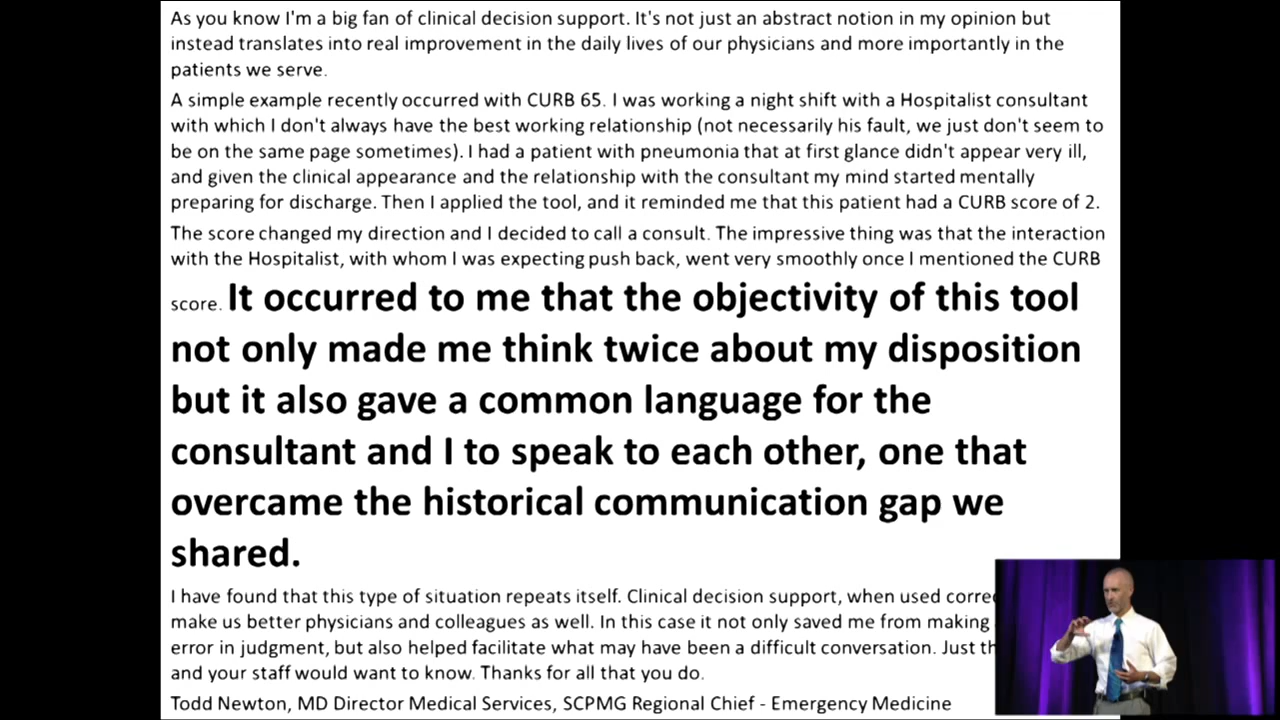 As you know I'm a big fan of clinical decision support. It's not just an abstract notion in my opinion but
instead translates into real improvement in the daily lives of our physicians and more importantly in the
patients we serve.
A simple example recently occurred with CURB 65. I was working a night shift with a Hospitalist consultant
with which I don't always have the best working relationship (not necessarily his fault, we just don't seem to
be on the same page sometimes). I had a patient with pneumonia that at first glance didn't appear very ill,
and given the clinical appearance and the relationship with the consultant my mind started mentally
preparing for discharge. Then I applied the tool, and it reminded me that this patient had a CURB score of 2.
The score changed my direction and I decided to call a consult. The impressive thing was that the interaction
with the Hospitalist, with whom I was expecting push back, went very smoothly once I mentioned the CURB
score. It occurred to me that the objectivity of this tool
not only made me think twice about my disposition
but it also gave a common language for the
consultant and I to speak to each other, one that
overcame the historical communication gap we
shared.
I have found that this type of situation repeats itself. Clinical decision support, when used
make us better physicians and colleagues as well. In this case it not only saved me from making
error in judgment, but also helped facilitate what may have been a difficult conversation. Just
and your staff would want to know. Thanks for all that you do.
Todd Newton, MD Director Medical Services, SCPMG Regional Chief - Emergency Medicine